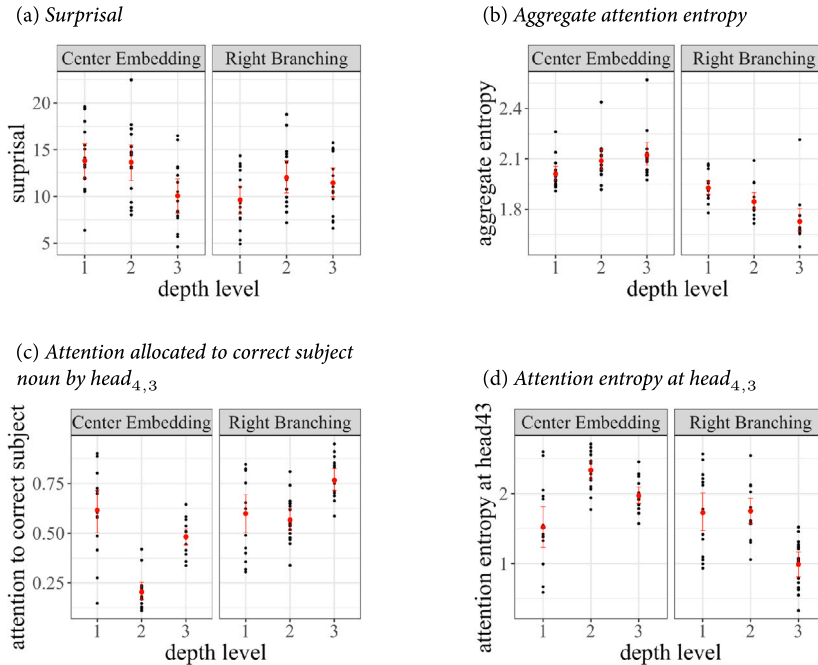 (a) Surprisal
Center Embedding Right Branching
surprisal
20
15
10
5
1 2 3 1 2 3
depth level
(b) Aggregate attention entropy
Center Embedding Right Branching
aggregate entropy
2.4
2.1
1.8
1 2 3 1 2 3
depth level
(c) Attention allocated to correct subject
noun by head4,3
Center Embedding Right Branching
attention to correct subject
0.75
0.50
0.25
1 2 3 1 2 3
depth level
(d) Attention entropy at head4,3
Center Embedding Right Branching
attention entropy at head43
2
1
1 2 3 1 2 3
depth level